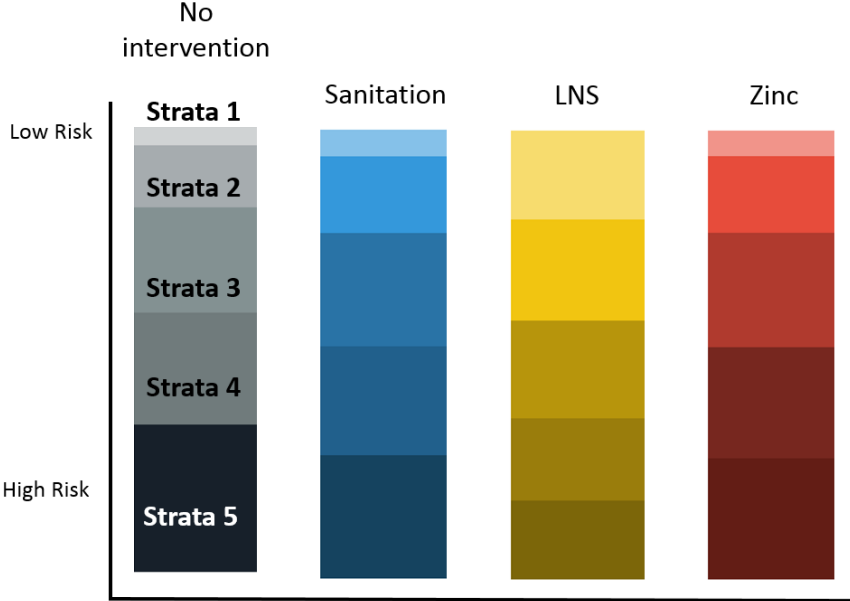 No
intervention
Sanitation
LNS
Zinc
Low Risk
Strata 1
Strata 2
Strata 3
Strata 4
High Risk
Strata 5